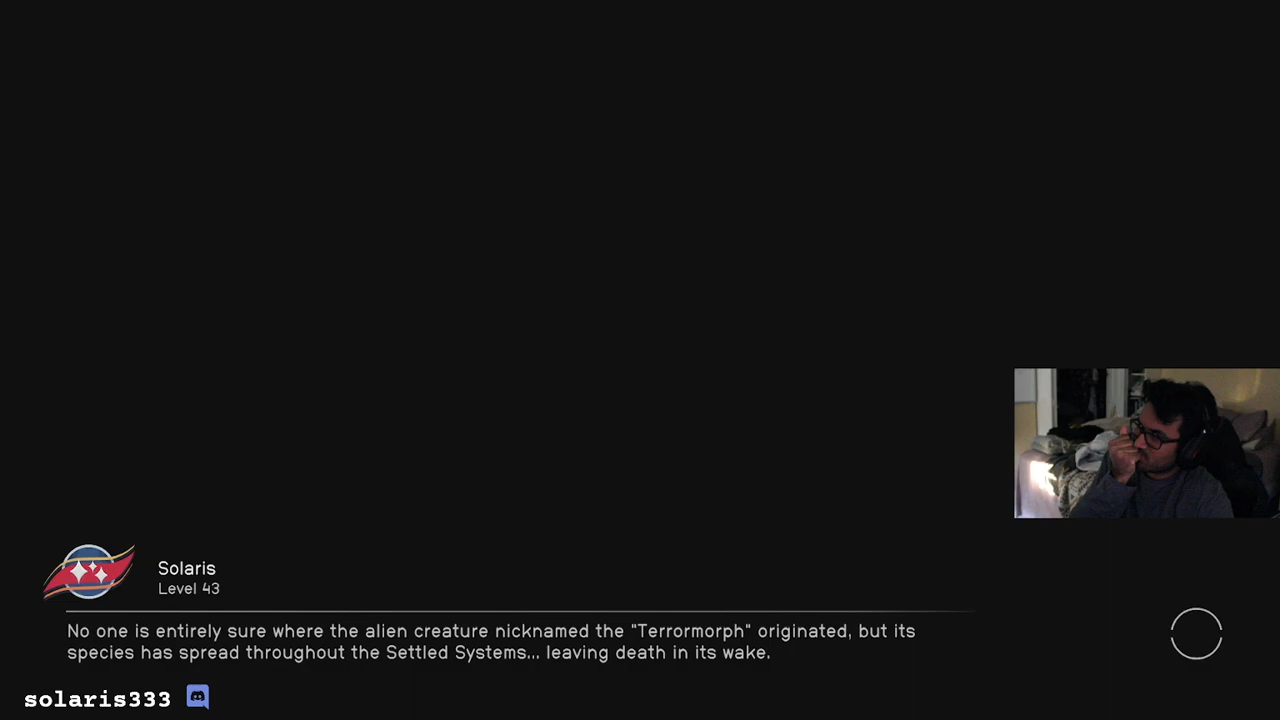 Solaris
Level 43
No one is entirely sure where the alien creature nicknamed the "Terrormorph" originated, but its
species has spread throughout the Settled Systems... leaving death in its wake.
solaris333